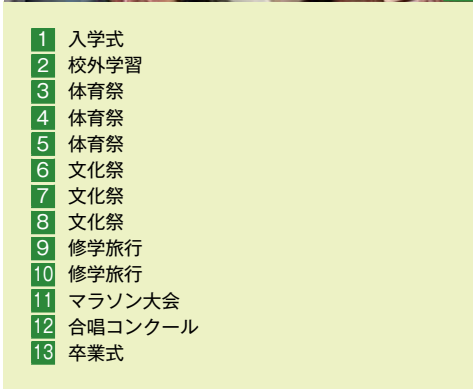 1 入学式
2 校外学習
3 体育祭
4 体育祭
5 体育祭
6 文化祭
7 文化祭
8 文化祭
9 修学旅行
10 修学旅行
11 マラソン大会
12 合唱コンクール
13 卒業式